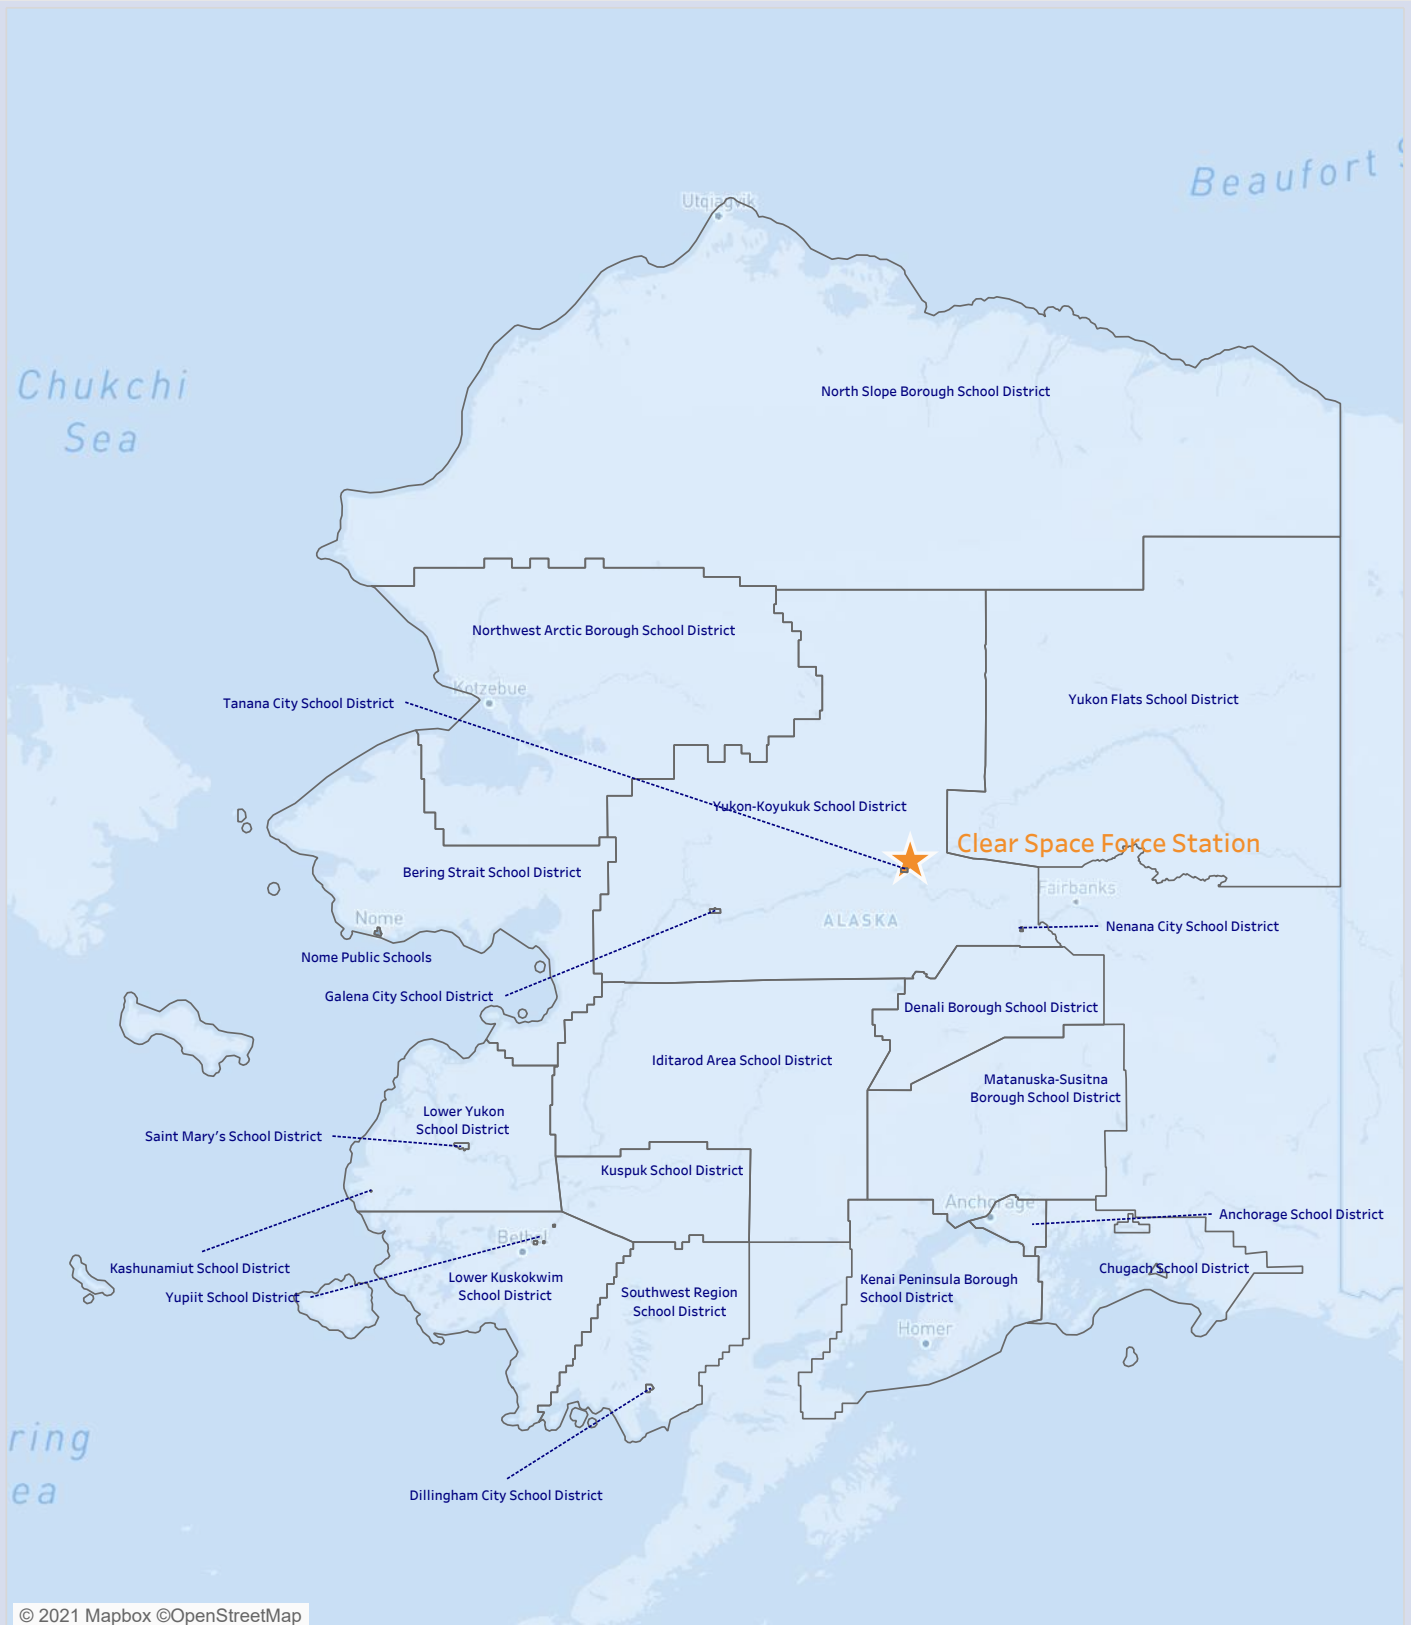 Beaufort
Utqiagvik
Chukchi
Sea
North Slope Borough School District
Northwest Arctic Borough School District
Kotzebue
Tanana City School District
Yukon Flats School District
Yukon-Koyukuk School District
Clear Space Force Station
Bering Strait School District
Fairbanks
Nome
ALASKA
Nenana City School District
Nome Public Schools
Galena City School District
Denali Borough School District
Iditarod Area School District
Matanuska-Susitna
Borough School District
Lower Yukon
School District
Saint Mary's School District
Kuspuk School District
Anchorage
Anchorage School District
Bethel
Kashunamiut School District
Chugach School District
Lower Kuskokwim
School District
Kenai Peninsula Borough
School District
Yupiit School District
Southwest Region
School District
Homer
ring
ea
Dillingham City School District
© 2021 Mapbox ©OpenStreetMap